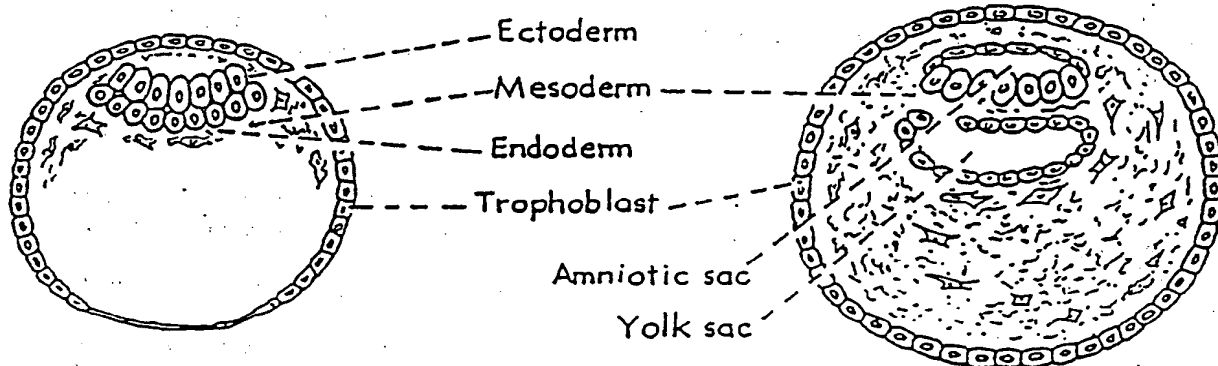 Ectoderm
Mesoderm
Endoderm
Trophoblast
Amniotic sac
Yolk sac